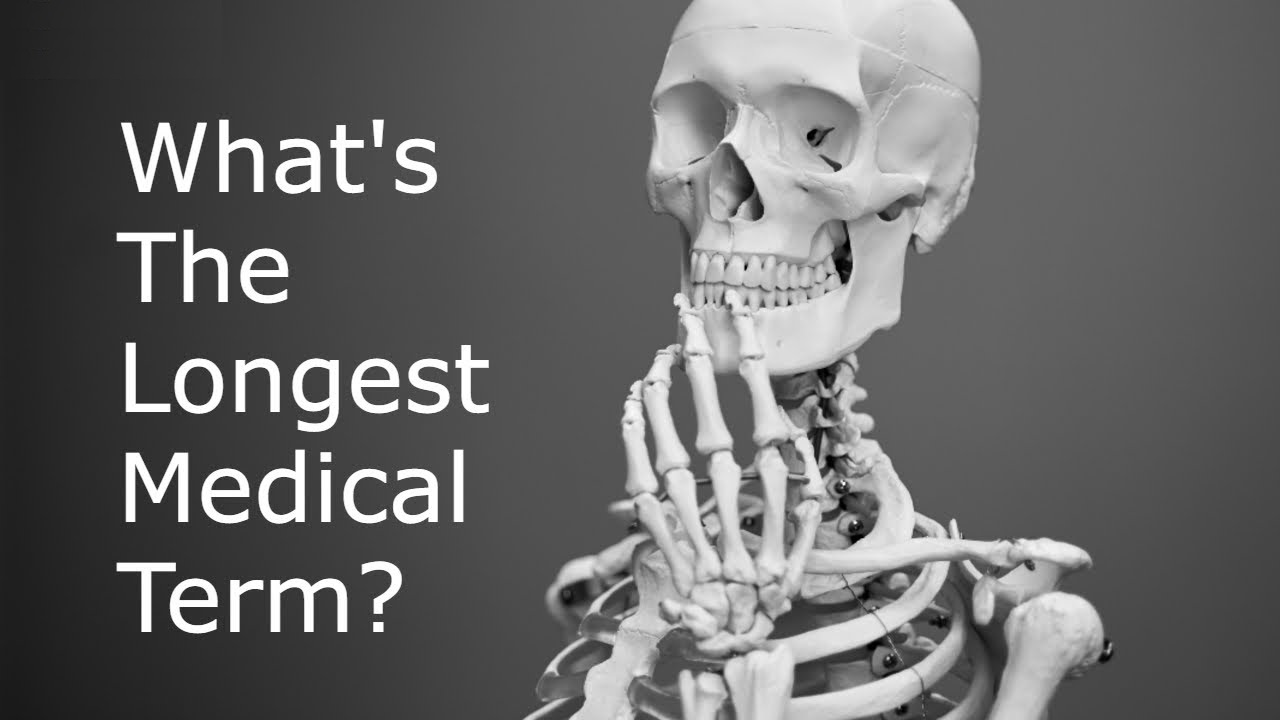 What's
The
Longest
Medical
Term?